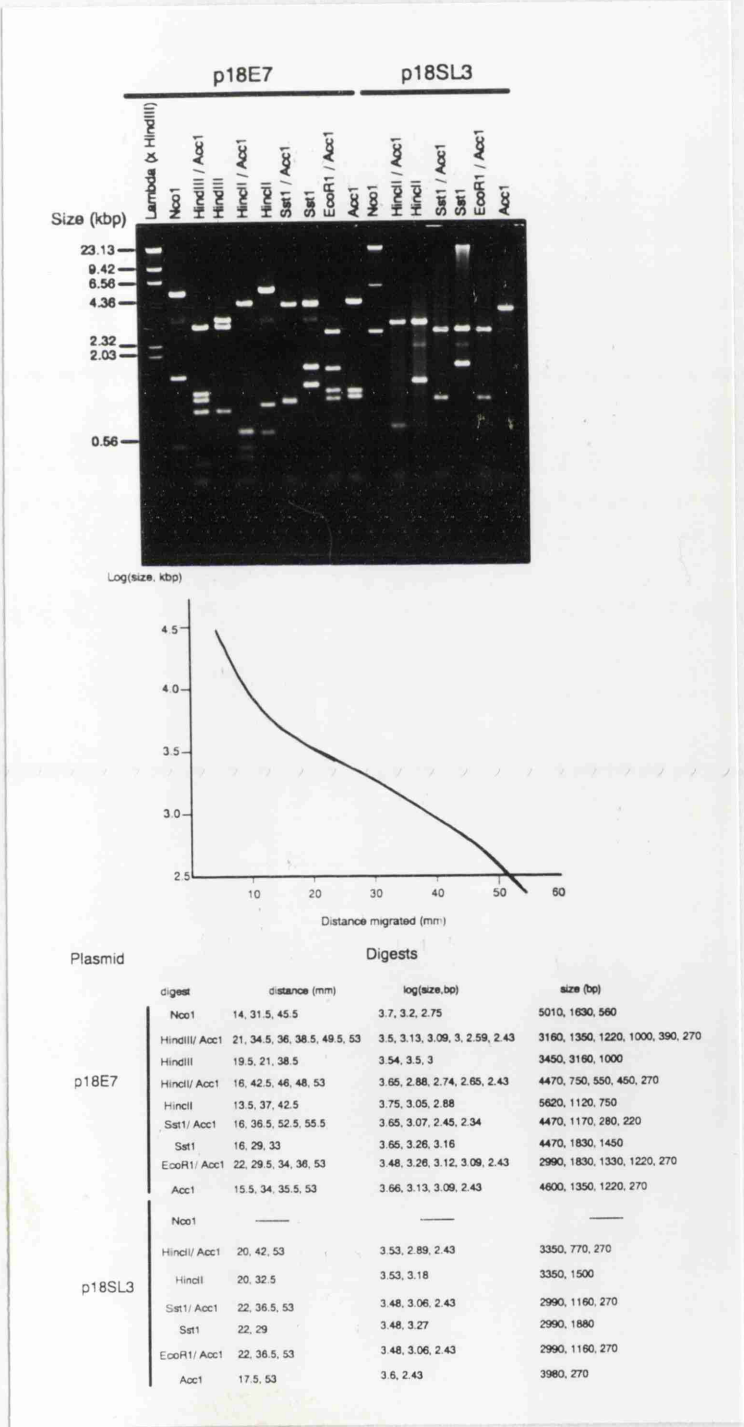 p18E7 p18SL3
Lambda (x HindIII)
Nco1
HindIII / Acc1
HindIII
HincII / Acc1
HincII
Sst1 / Acc1
Sst1
EcoR1 / Acc1
Acc1
Nco1
HincII / Acc1
HincII
Sst1 / Acc1
Sst1
EcoR1 / Acc1
Acc1
Size (kbp)
23.13
9.42
6.56
4.36
2.32
2.03
0.56
Log(size, kbp)
4.5
4.0
3.5
3.0
2.5
10 20 30 40 50 60
Distance migrated (mm)
Plasmid Digests
digest distance (mm) log(size,bp) size (bp)
p18E7
Nco1 14, 31.5, 45.5 3.7, 3.2, 2.75 5010, 1630, 560
HindIII/ Acc1 21, 34.5, 36, 38.5, 49.5, 53 3.5, 3.13, 3.09, 3, 2.59, 2.43 3160, 1350, 1220, 1000, 390, 270
HindIII 19.5, 21, 38.5 3.54, 3.5, 3 3450, 3160, 1000
HincII/ Acc1 16, 42.5, 46, 48, 53 3.65, 2.88, 2.74, 2.65, 2.43 4470, 750, 550, 450, 270
HincII 13.5, 37, 42.5 3.75, 3.05, 2.88 5620, 1120, 750
Sst1/ Acc1 16, 36.5, 52.5, 55.5 3.65, 3.07, 2.45, 2.34 4470, 1170, 280, 220
Sst1 16, 29, 33 3.65, 3.26, 3.16 4470, 1830, 1450
EcoR1/ Acc1 22, 29.5, 34, 36, 53 3.48, 3.26, 3.12, 3.09, 2.43 2990, 1830, 1330, 1220, 270
Acc1 15.5, 34, 35.5, 53 3.66, 3.13, 3.09, 2.43 4600, 1350, 1220, 270
p18SL3
Nco1 —— —— ——
HincII/ Acc1 20, 42, 53 3.53, 2.89, 2.43 3350, 770, 270
HincII 20, 32.5 3.53, 3.18 3350, 1500
Sst1/ Acc1 22, 36.5, 53 3.48, 3.06, 2.43 2990, 1160, 270
Sst1 22, 29 3.48, 3.27 2990, 1880
EcoR1/ Acc1 22, 36.5, 53 3.48, 3.06, 2.43 2990, 1160, 270
Acc1 17.5, 53 3.6, 2.43 3980, 270